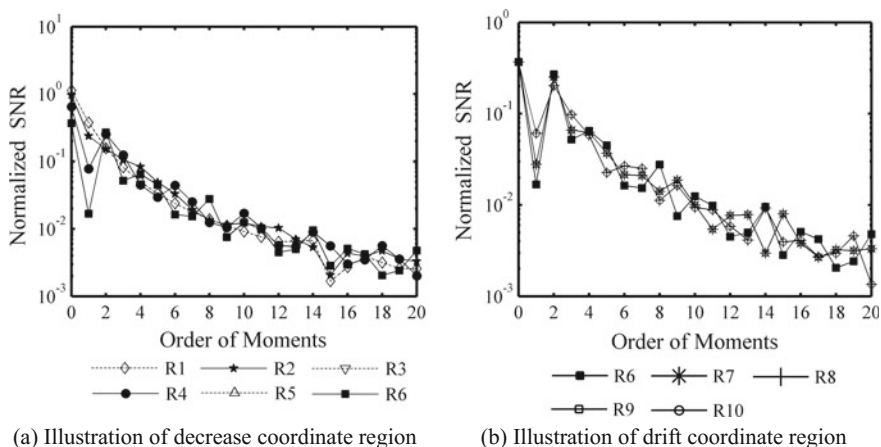 10^1
10^0
10^-1
10^-2
10^-3
Normalized SNR
0 2 4 6 8 10 12 14 16 18 20
Order of Moments
R1 R2 R3
R4 R5 R6
(a) Illustration of decrease coordinate region
10^0
10^-1
10^-2
10^-3
Normalized SNR
0 2 4 6 8 10 12 14 16 18 20
Order of Moments
R6 R7 R8
R9 R10
(b) Illustration of drift coordinate region